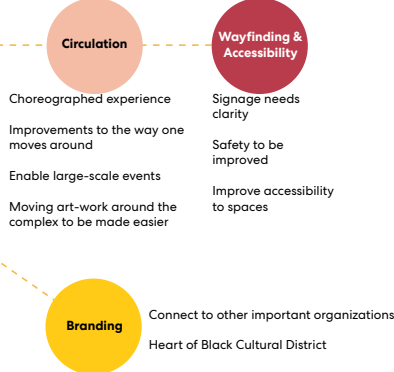 Circulation
Choreographed experience
Improvements to the way one
moves around
Enable large-scale events
Moving art-work around the
complex to be made easier
Wayfinding &
Accessibility
Signage needs
clarity
Safety to be
improved
Improve accessibility
to spaces
Branding
Connect to other important organizations
Heart of Black Cultural District